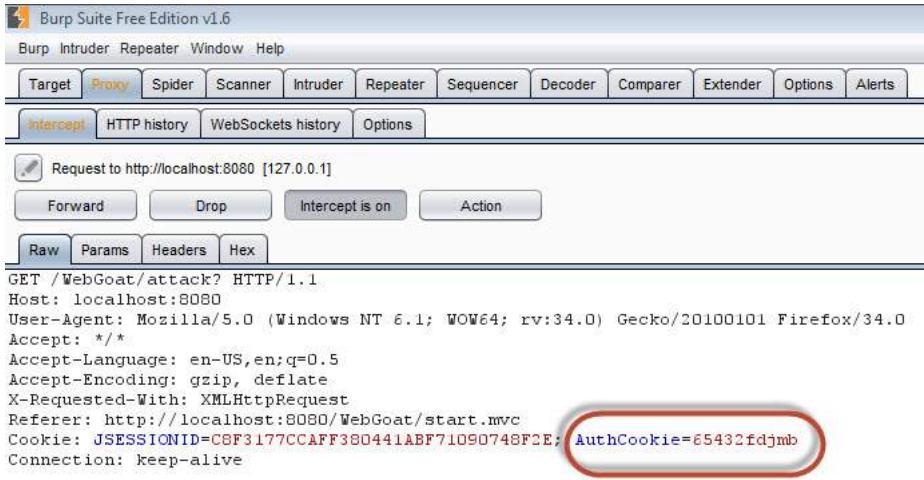 Burp Suite Free Edition v1.6
Burp Intruder Repeater Window Help
Target Proxy Spider Scanner Intruder Repeater Sequencer Decoder Comparer Extender Options Alerts
Intercept HTTP history WebSockets history Options
Request to http://localhost:8080 [127.0.0.1]
Forward Drop Intercept is on Action
Raw Params Headers Hex
GET /WebGoat/attack? HTTP/1.1
Host: localhost:8080
User-Agent: Mozilla/5.0 (Windows NT 6.1; WOW64; rv:34.0) Gecko/20100101 Firefox/34.0
Accept: */*
Accept-Language: en-US,en;q=0.5
Accept-Encoding: gzip, deflate
X-Requested-With: XMLHttpRequest
Referer: http://localhost:8080/WebGoat/start.mvc
Cookie: JSESSIONID=C8F3177CCAFF380441ABF71090748F2E; AuthCookie=65432fdjmb
Connection: keep-alive